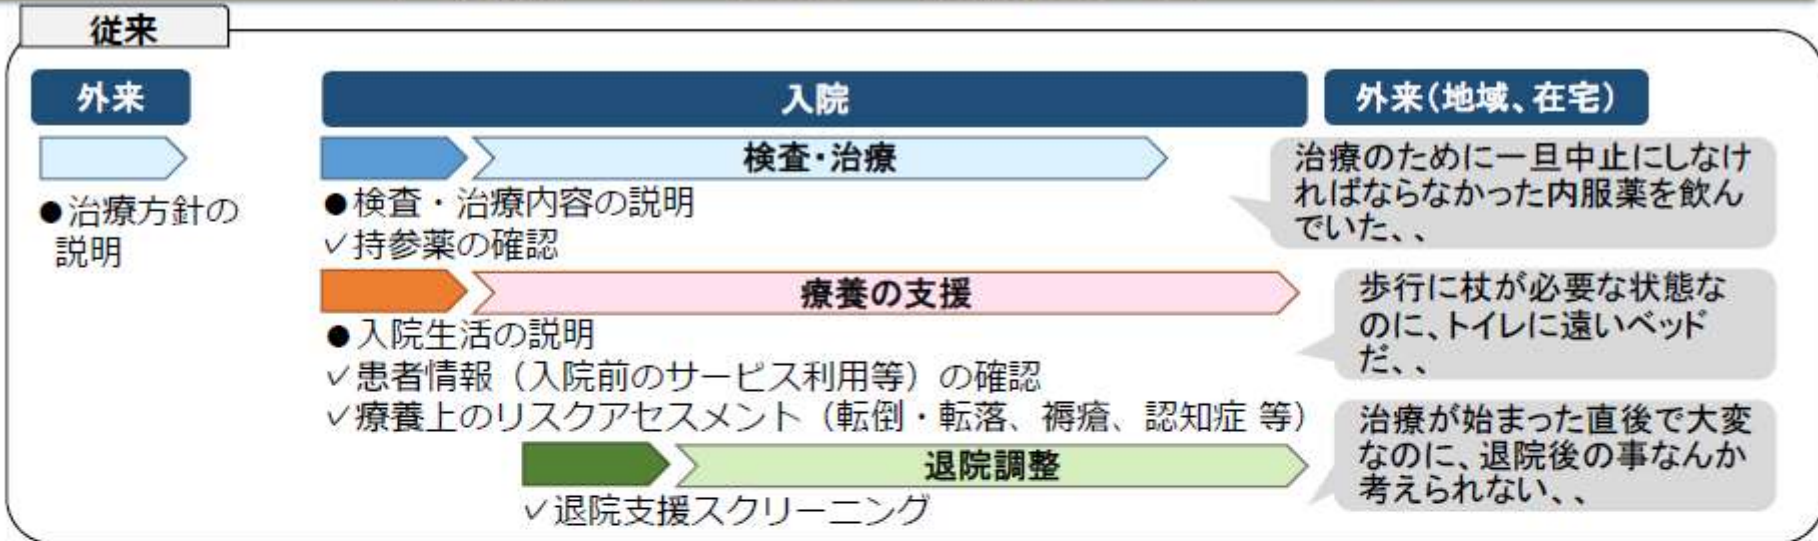 従来
外来
入院
外来（地域、在宅）
検査・治療
●治療方針の
説明
●検査・治療内容の説明
✓持参薬の確認
治療のために一旦中止にしなけ
ればならなかった内服薬を飲ん
でいた、、
療養の支援
●入院生活の説明
✓患者情報（入院前のサービス利用等）の確認
✓療養上のリスクアセスメント（転倒・転落、褥瘡、認知症 等）
歩行に杖が必要な状態な
のに、トイレに遠いベッド
だ、、
退院調整
✓退院支援スクリーニング
治療が始まった直後で大変
なのに、退院後の事なんか
考えられない、、